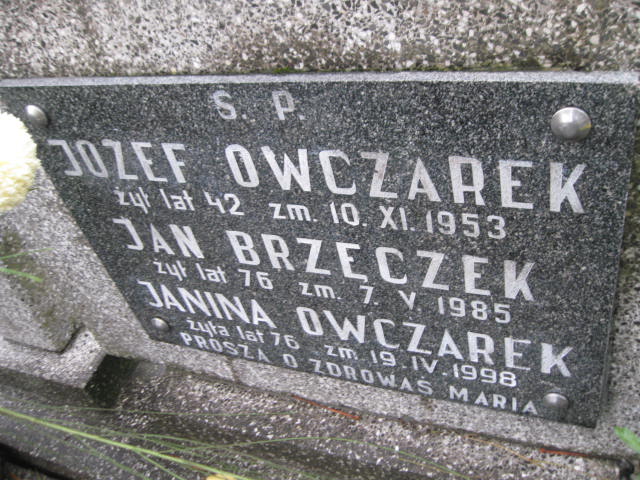 Ś. P.
JÓZEF OWCZAREK
żył lat 42 zm. 10. XI. 1953
JAN BRZĘCZEK
żył lat 76 zm. 7. V. 1985
JANINA OWCZAREK
żyła lat 76 zm. 19. IV. 1998
PROSZĄ O ZDROWAŚ MARIA